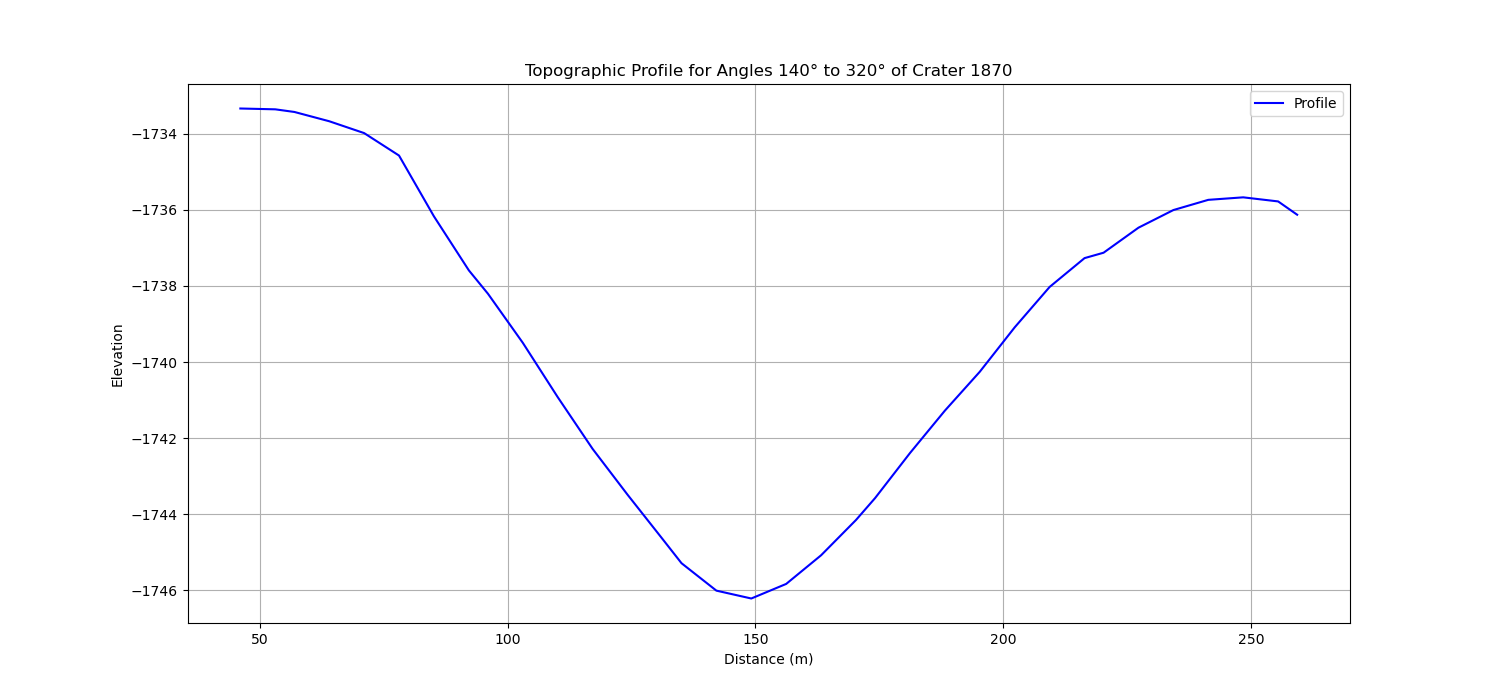 Topographic Profile for Angles 140° to 320° of Crater 1870
Profile
−1734
−1736
−1738
−1740
−1742
−1744
−1746
Elevation
50 100 150 200 250
Distance (m)